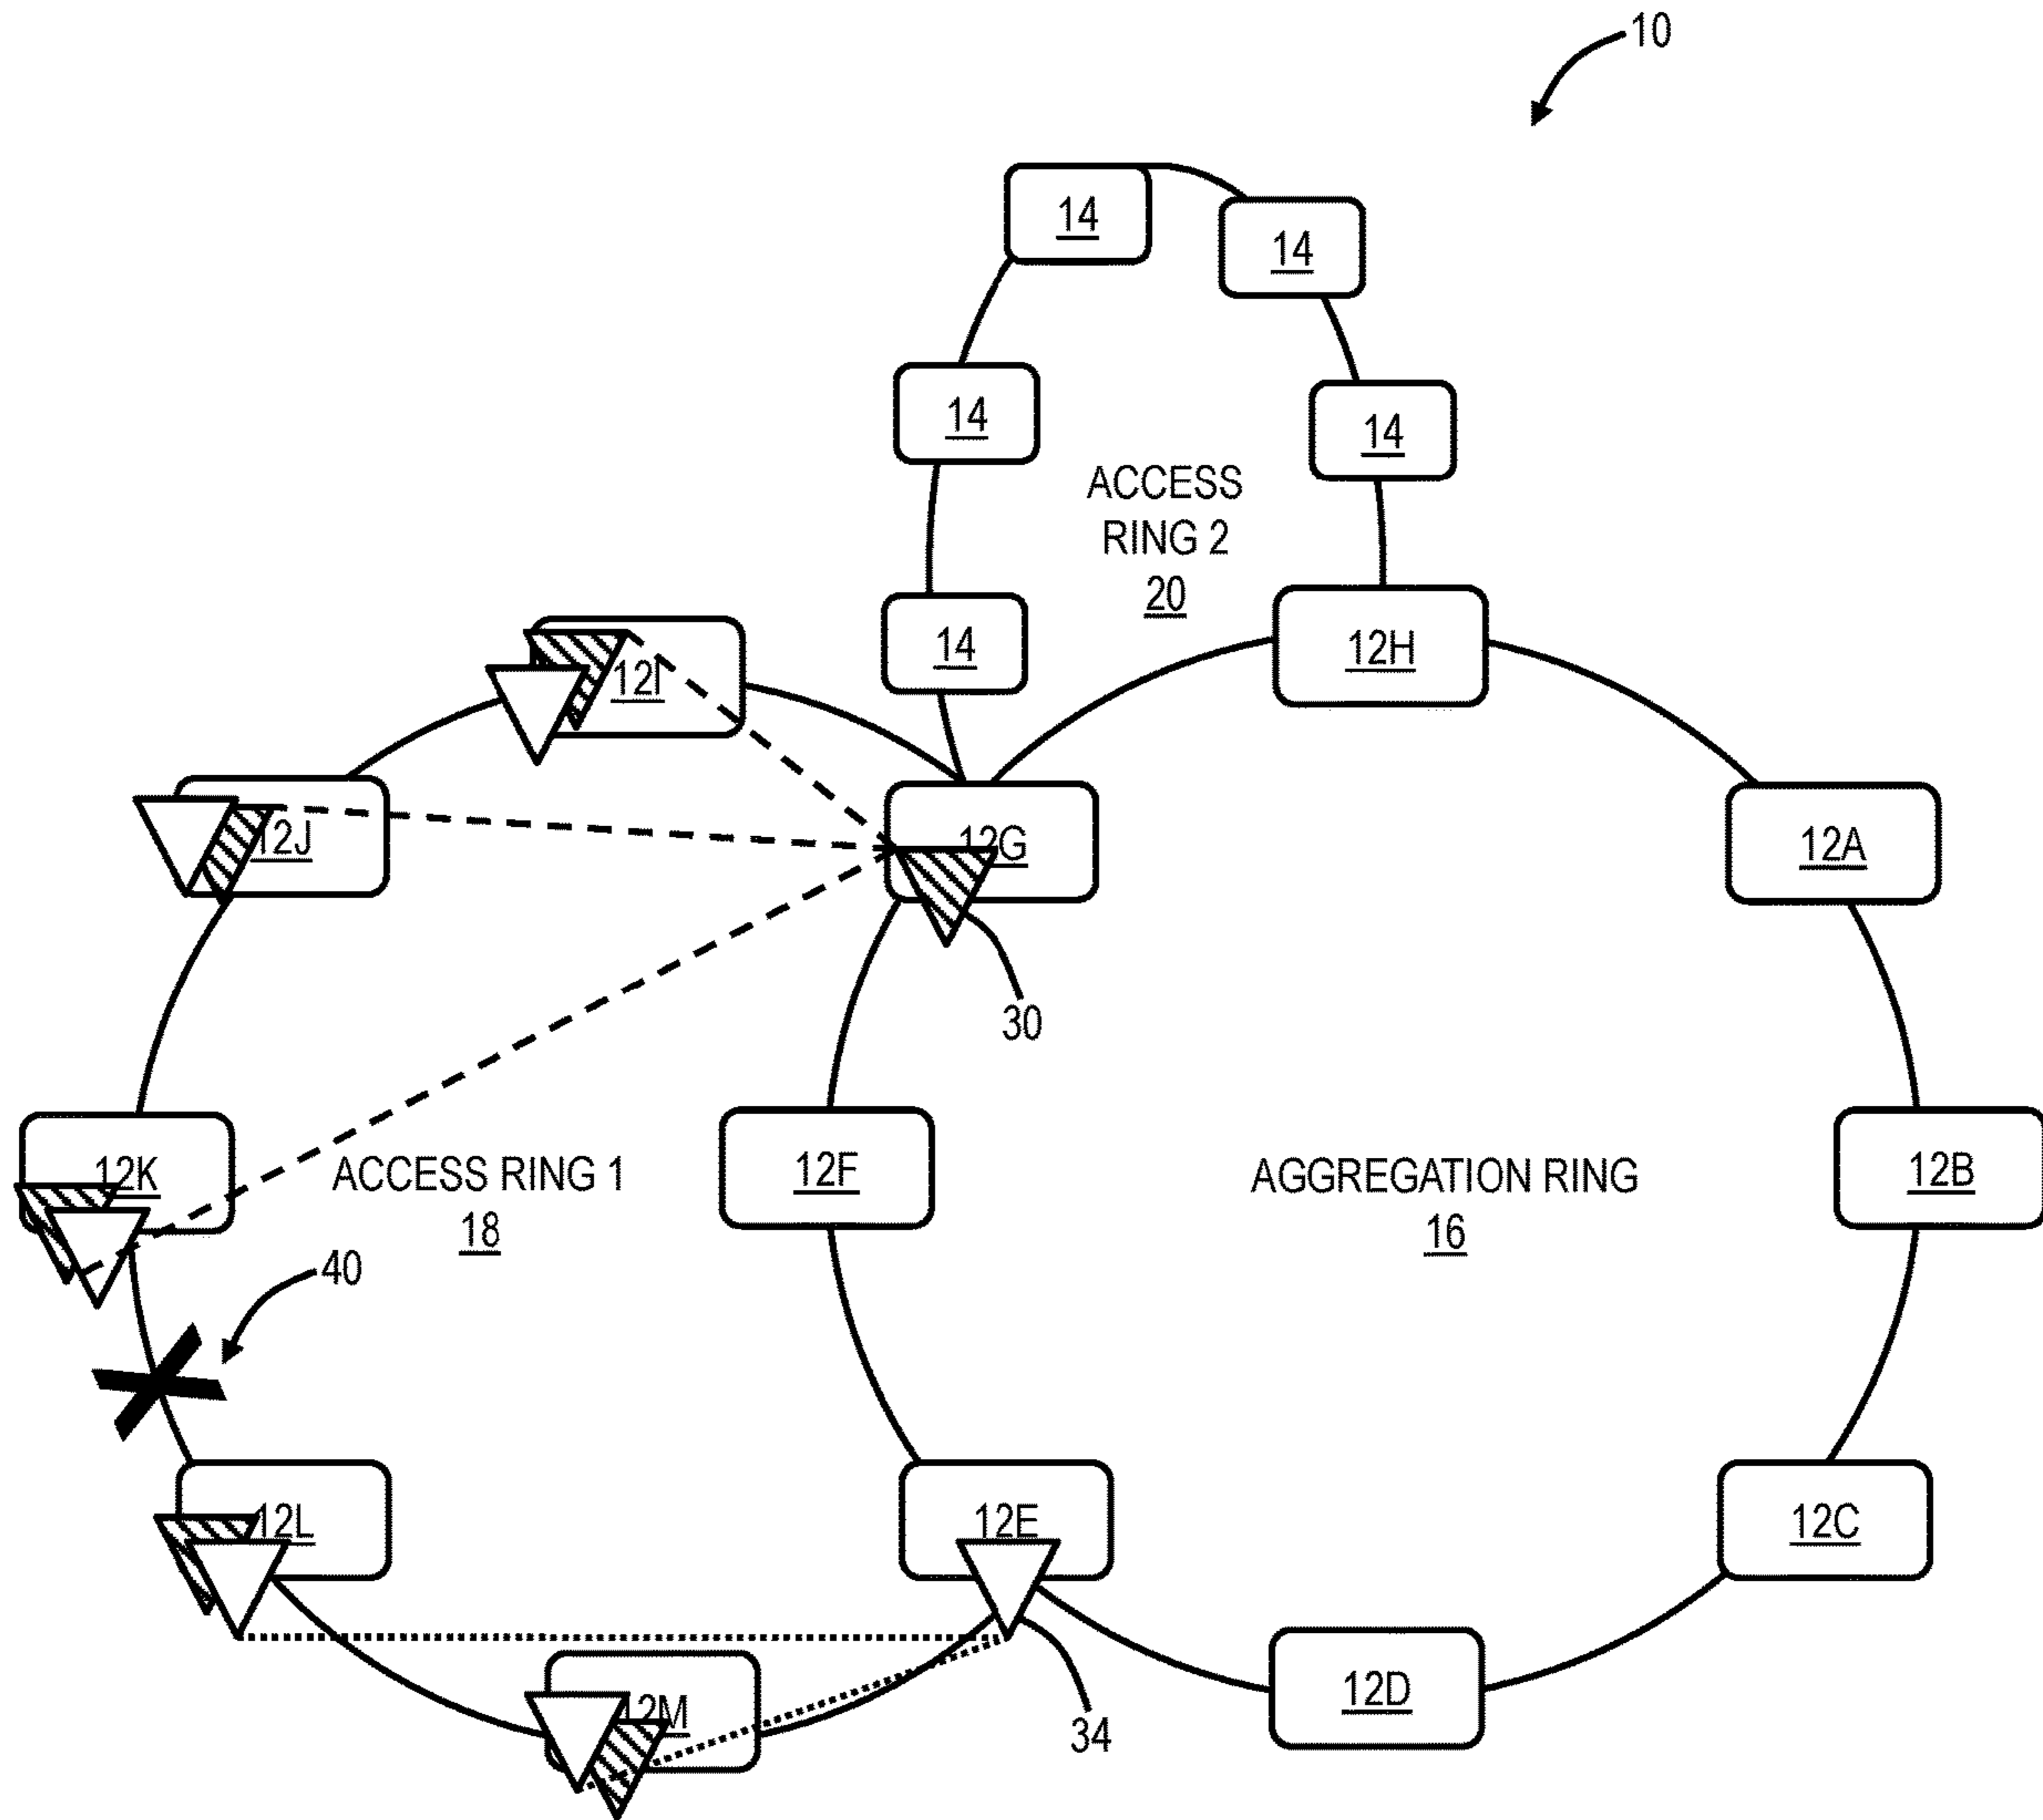 10
14
14
14
14
ACCESS
RING 2
20
14
12I
12H
12J
12G
12A
30
12K
ACCESS RING 1
18
12F
AGGREGATION RING
16
12B
40
12L
12E
12C
12M
12D
34